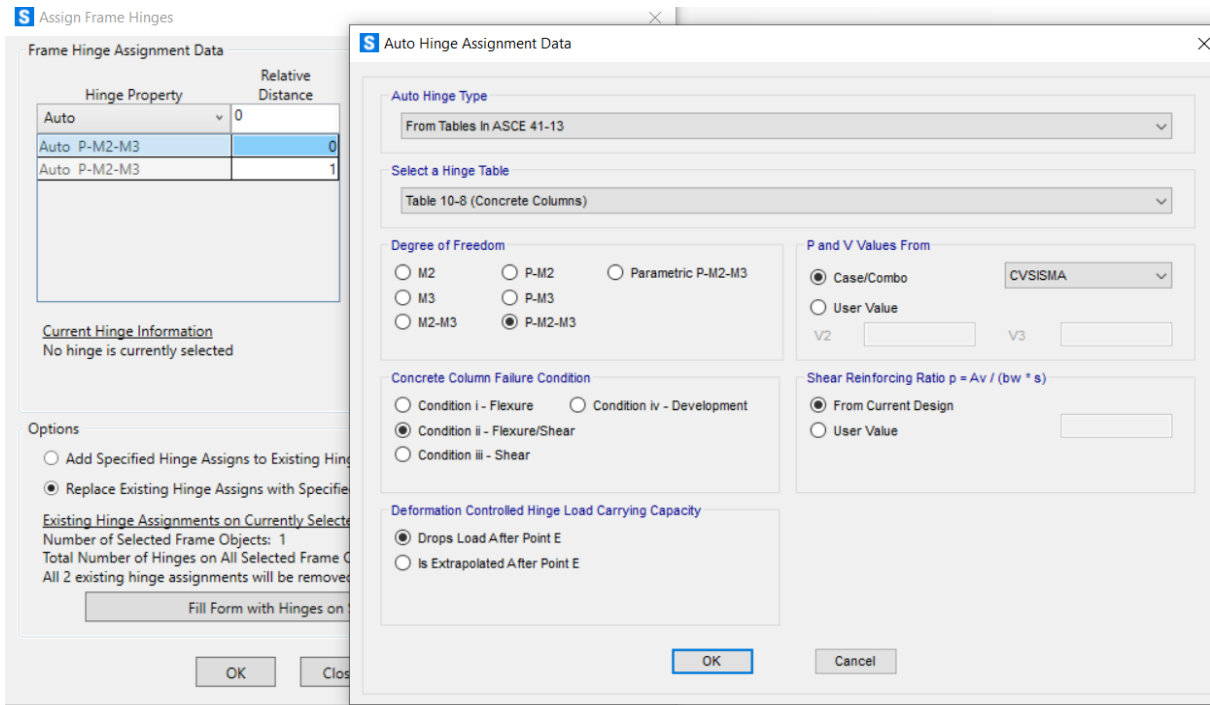 Assign Frame Hinges
Frame Hinge Assignment Data
Relative
Hinge Property Distance
Auto 0
Auto P-M2-M3 0
Auto P-M2-M3 1
Current Hinge Information
No hinge is currently selected
Options
Add Specified Hinge Assigns to Existing Hing
Replace Existing Hinge Assigns with Specifie
Existing Hinge Assignments on Currently Selecte
Number of Selected Frame Objects: 1
Total Number of Hinges on All Selected Frame O
All 2 existing hinge assignments will be removed
Fill Form with Hinges on S
OK Clos
S Auto Hinge Assignment Data
Auto Hinge Type
From Tables In ASCE 41-13
Select a Hinge Table
Table 10-8 (Concrete Columns)
Degree of Freedom
M2 P-M2 Parametric P-M2-M3
M3 P-M3
M2-M3 P-M2-M3
P and V Values From
Case/Combo CVSISMA
User Value
V2 V3
Concrete Column Failure Condition
Condition i - Flexure Condition iv - Development
Condition ii - Flexure/Shear
Condition iii - Shear
Shear Reinforcing Ratio p = Av / (bw * s)
From Current Design
User Value
Deformation Controlled Hinge Load Carrying Capacity
Drops Load After Point E
Is Extrapolated After Point E
OK Cancel